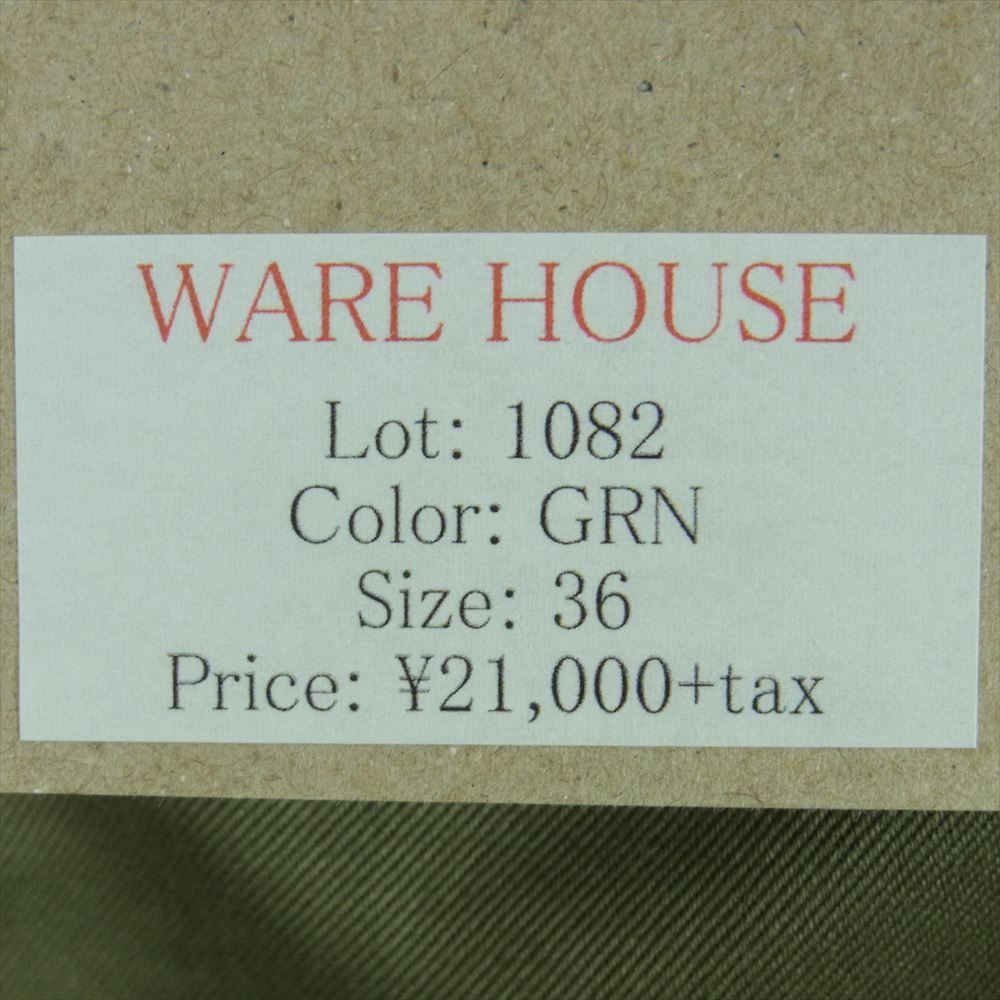 WARE HOUSE
Lot: 1082
Color: GRN
Size: 36
Price: ¥21,000+tax